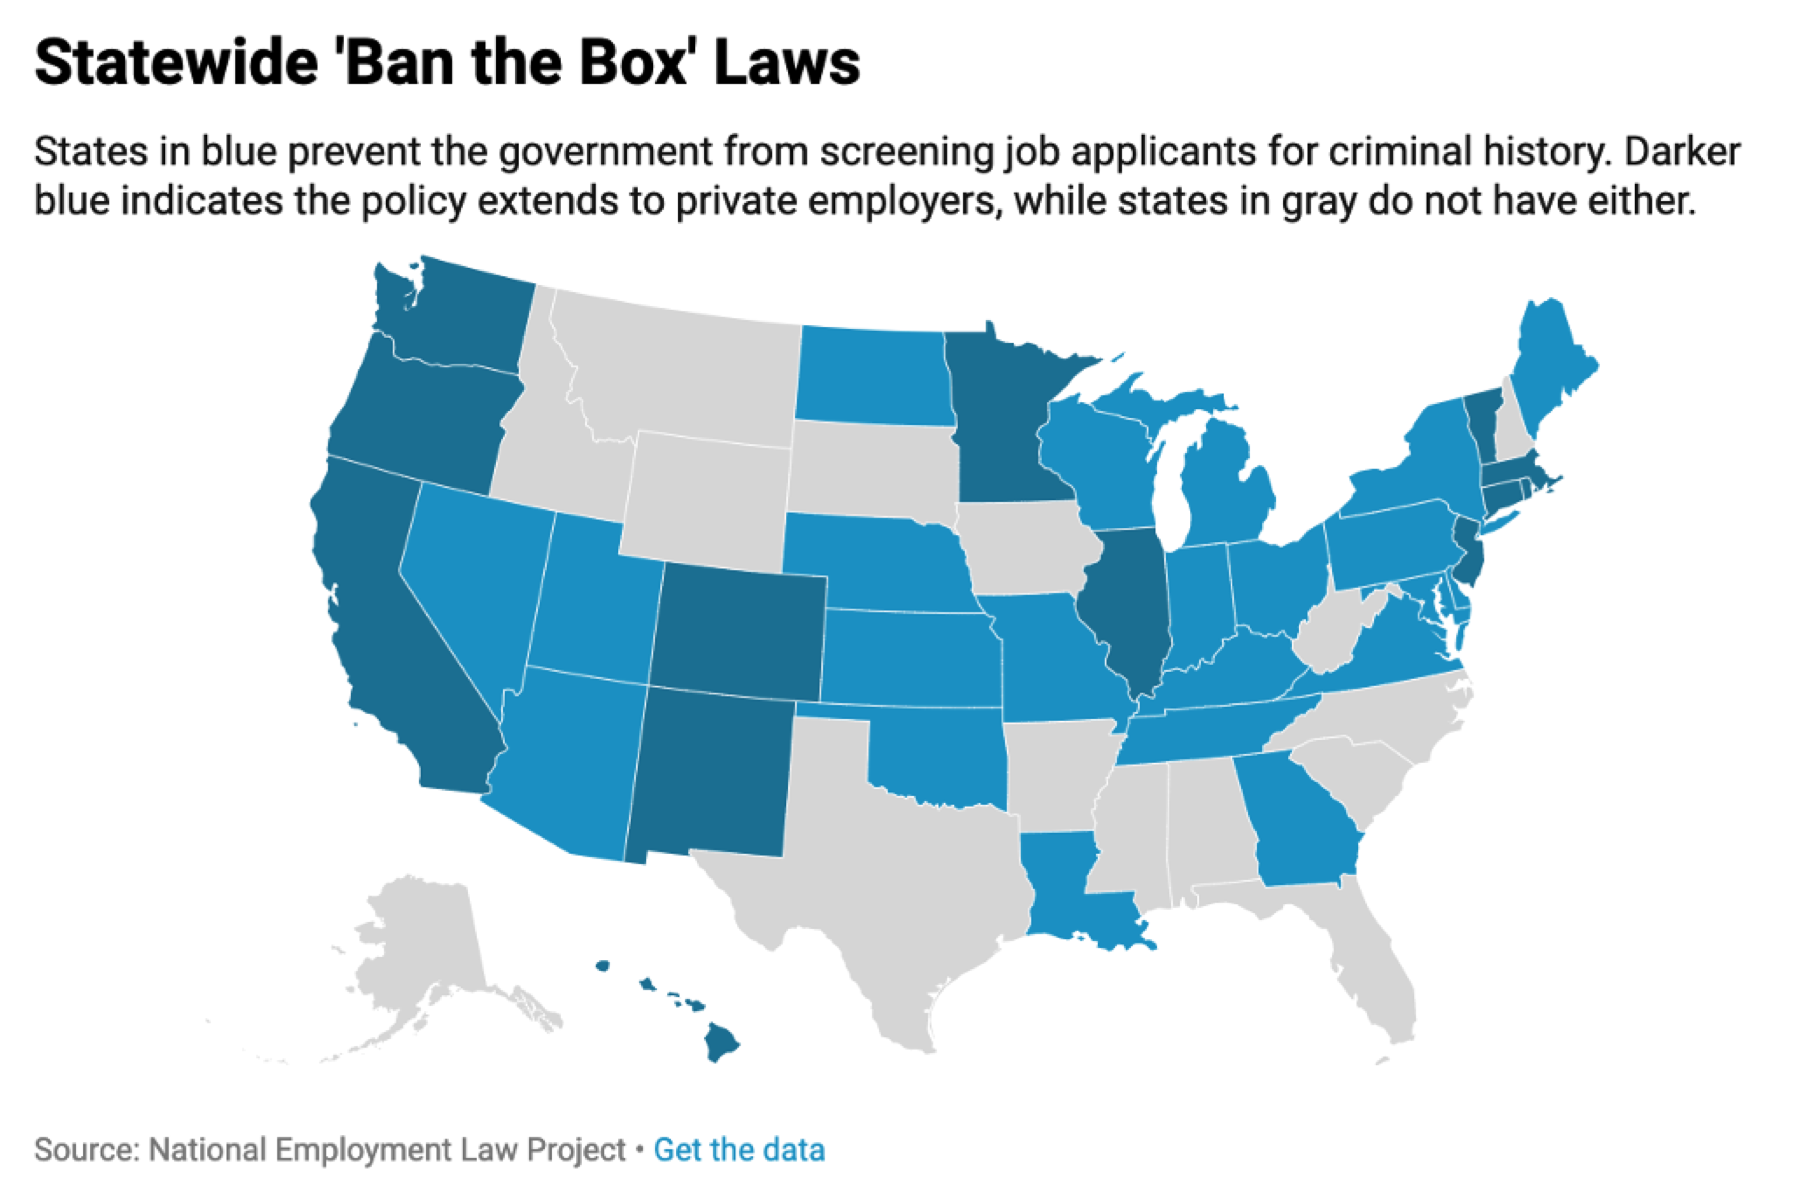 Statewide 'Ban the Box' Laws
States in blue prevent the government from screening job applicants for criminal history. Darker
blue indicates the policy extends to private employers, while states in gray do not have either.
Source: National Employment Law Project • Get the data